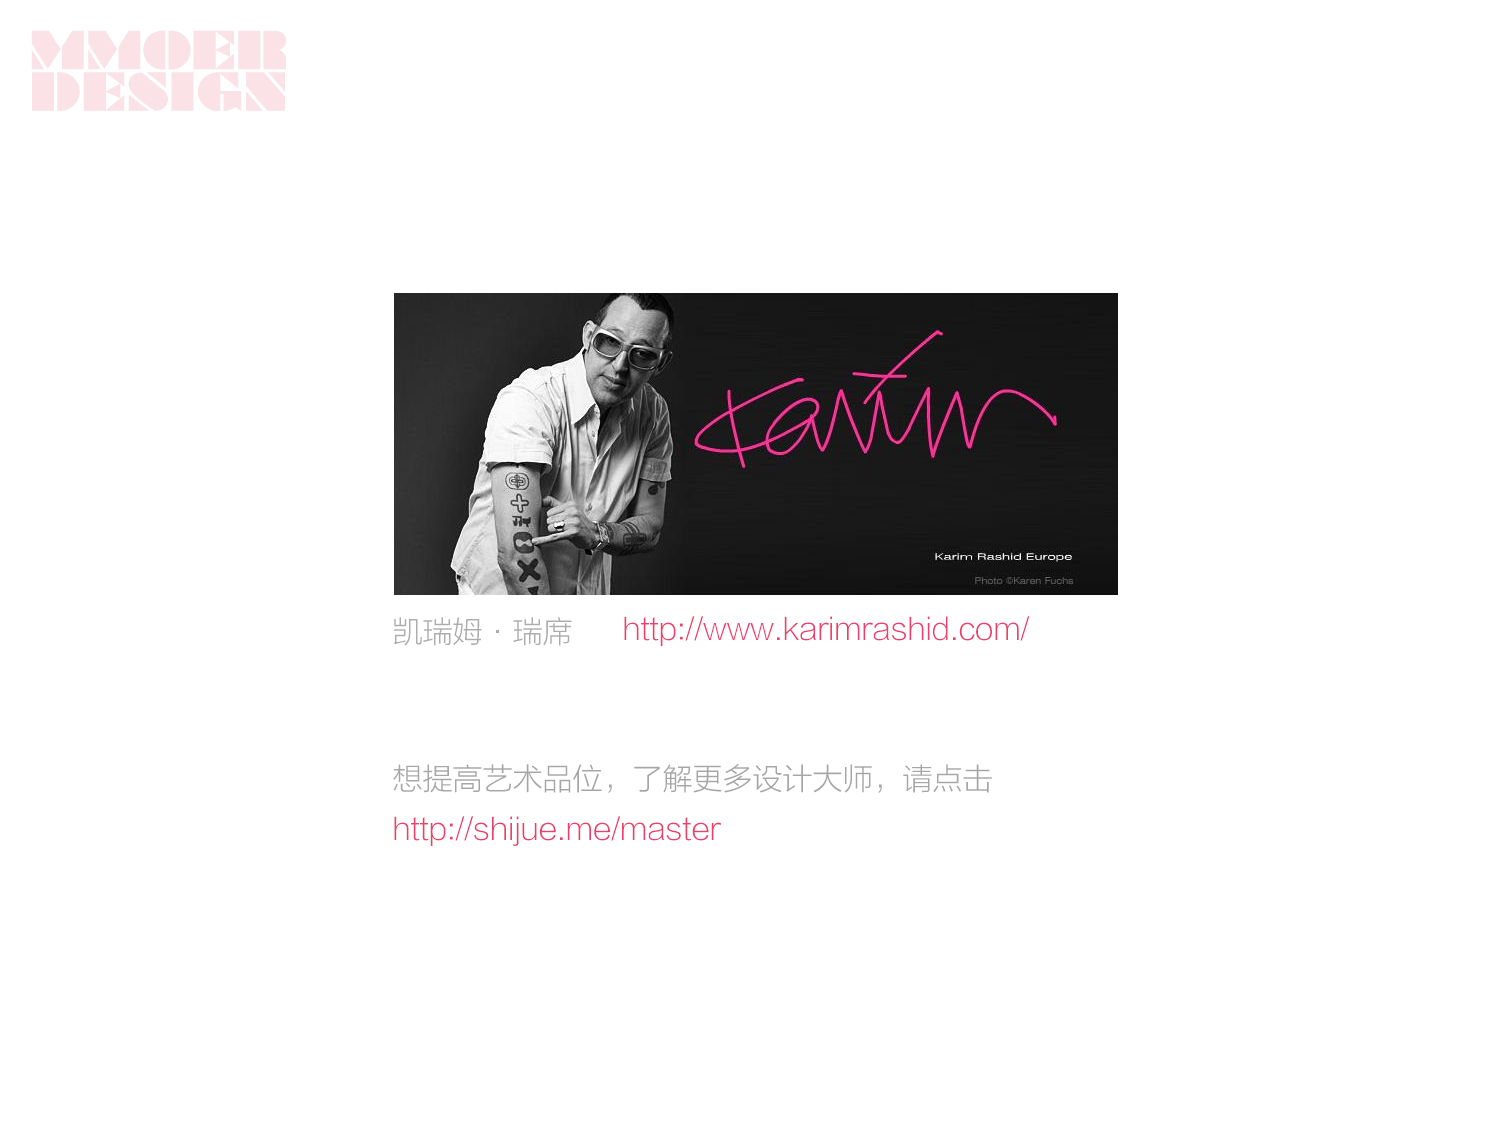 MMOER
DESIGN
Karim
Karim Rashid Europe
Photo ©Karen Fuchs
凯瑞姆·瑞席 http://www.karimrashid.com/
想提高艺术品位，了解更多设计大师，请点击
http://shijue.me/master